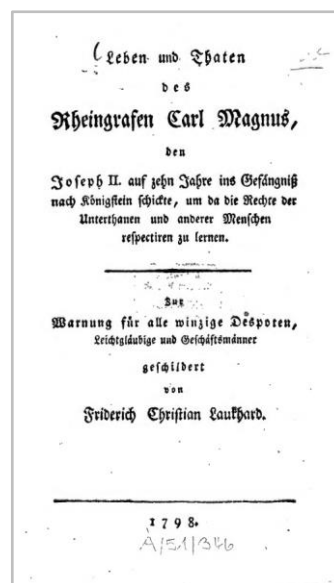 Leben und Thaten
des
Rheingrafen Carl Magnus,
den
Joseph II. auf zehn Jahre ins Gefängniß
nach Königstein schickte, um da die Rechte der
Unterthanen und anderer Menschen
respectiren zu lernen.
Zur
Warnung für alle winzige Despoten,
Leichtgläubige und Geschäftsmänner
geschildert
von
Friderich Christian Laukhard.
1798.
A/51/346